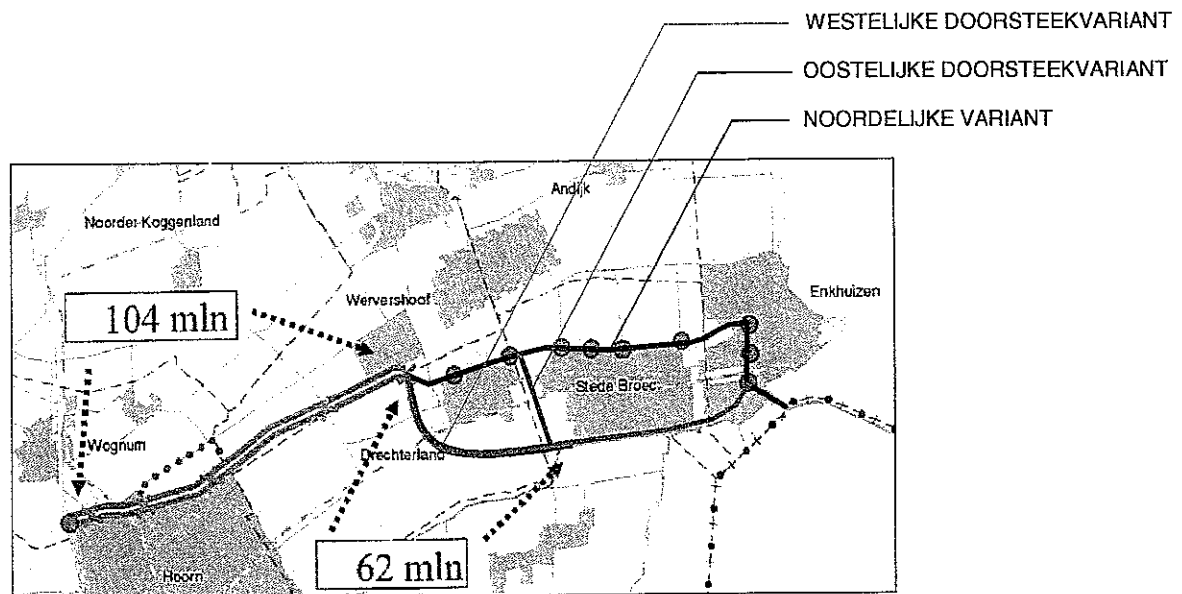 WESTELIJKE DOORSTEEKVARIANT
OOSTELIJKE DOORSTEEKVARIANT
NOORDELIJKE VARIANT
Andijk
Noorder-Koggenland
Enkhuizen
Wervershoof
104 mln
Stede Broec
Wognum
Drechterland
62 mln
Hoorn